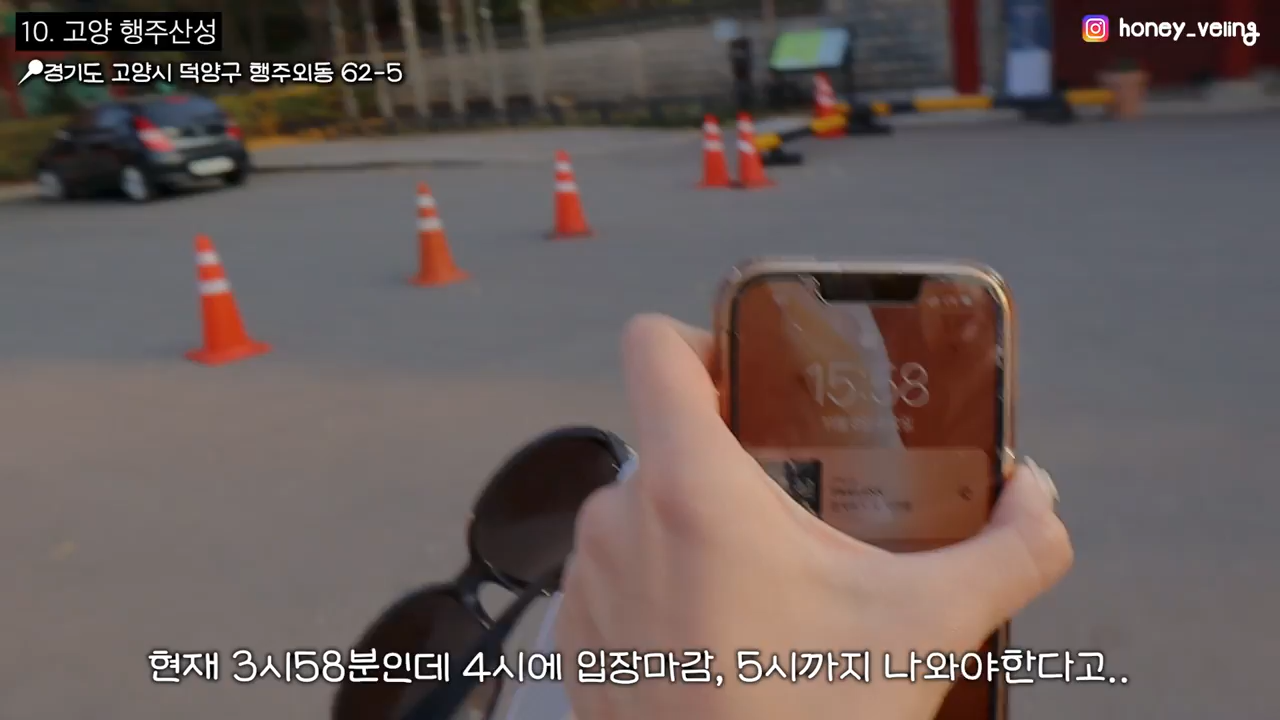 10. 고양 행주산성
honey_veling
경기도 고양시 덕양구 행주외동 62-5
15:58
현재 3시58분인데 4시에 입장마감, 5시까지 나와야한다고..